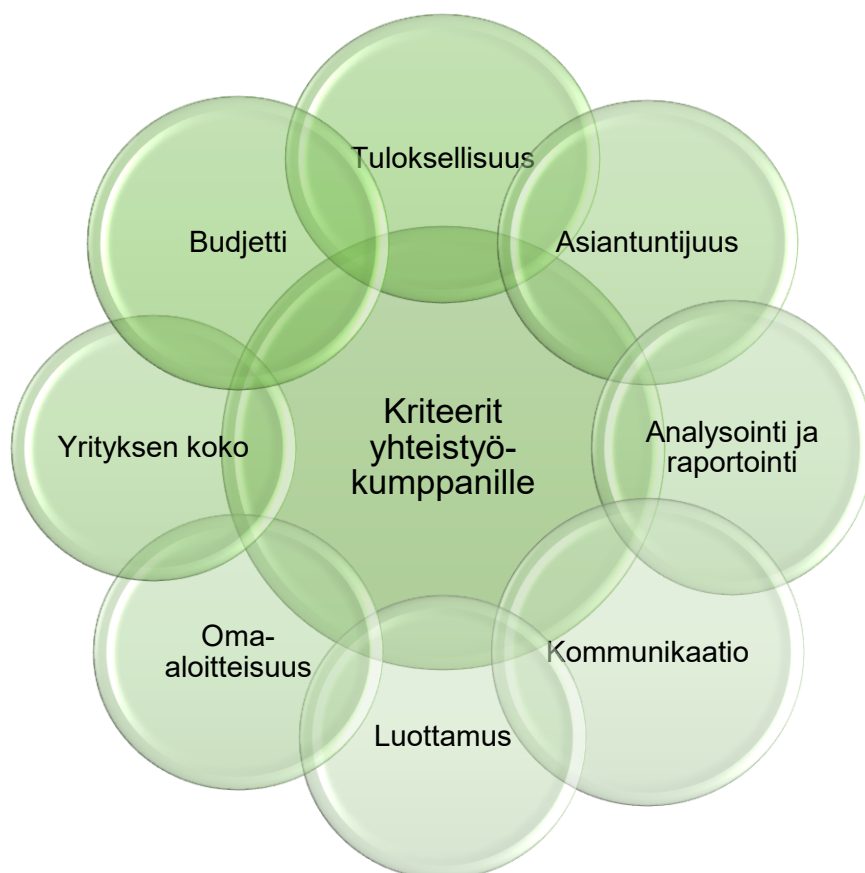 Tuloksellisuus
Asiantuntijuus
Analysointi ja
raportointi
Kommunikaatio
Luottamus
Oma-
aloitteisuus
Yrityksen koko
Budjetti
Kriteerit
yhteistyö-
kumppanille